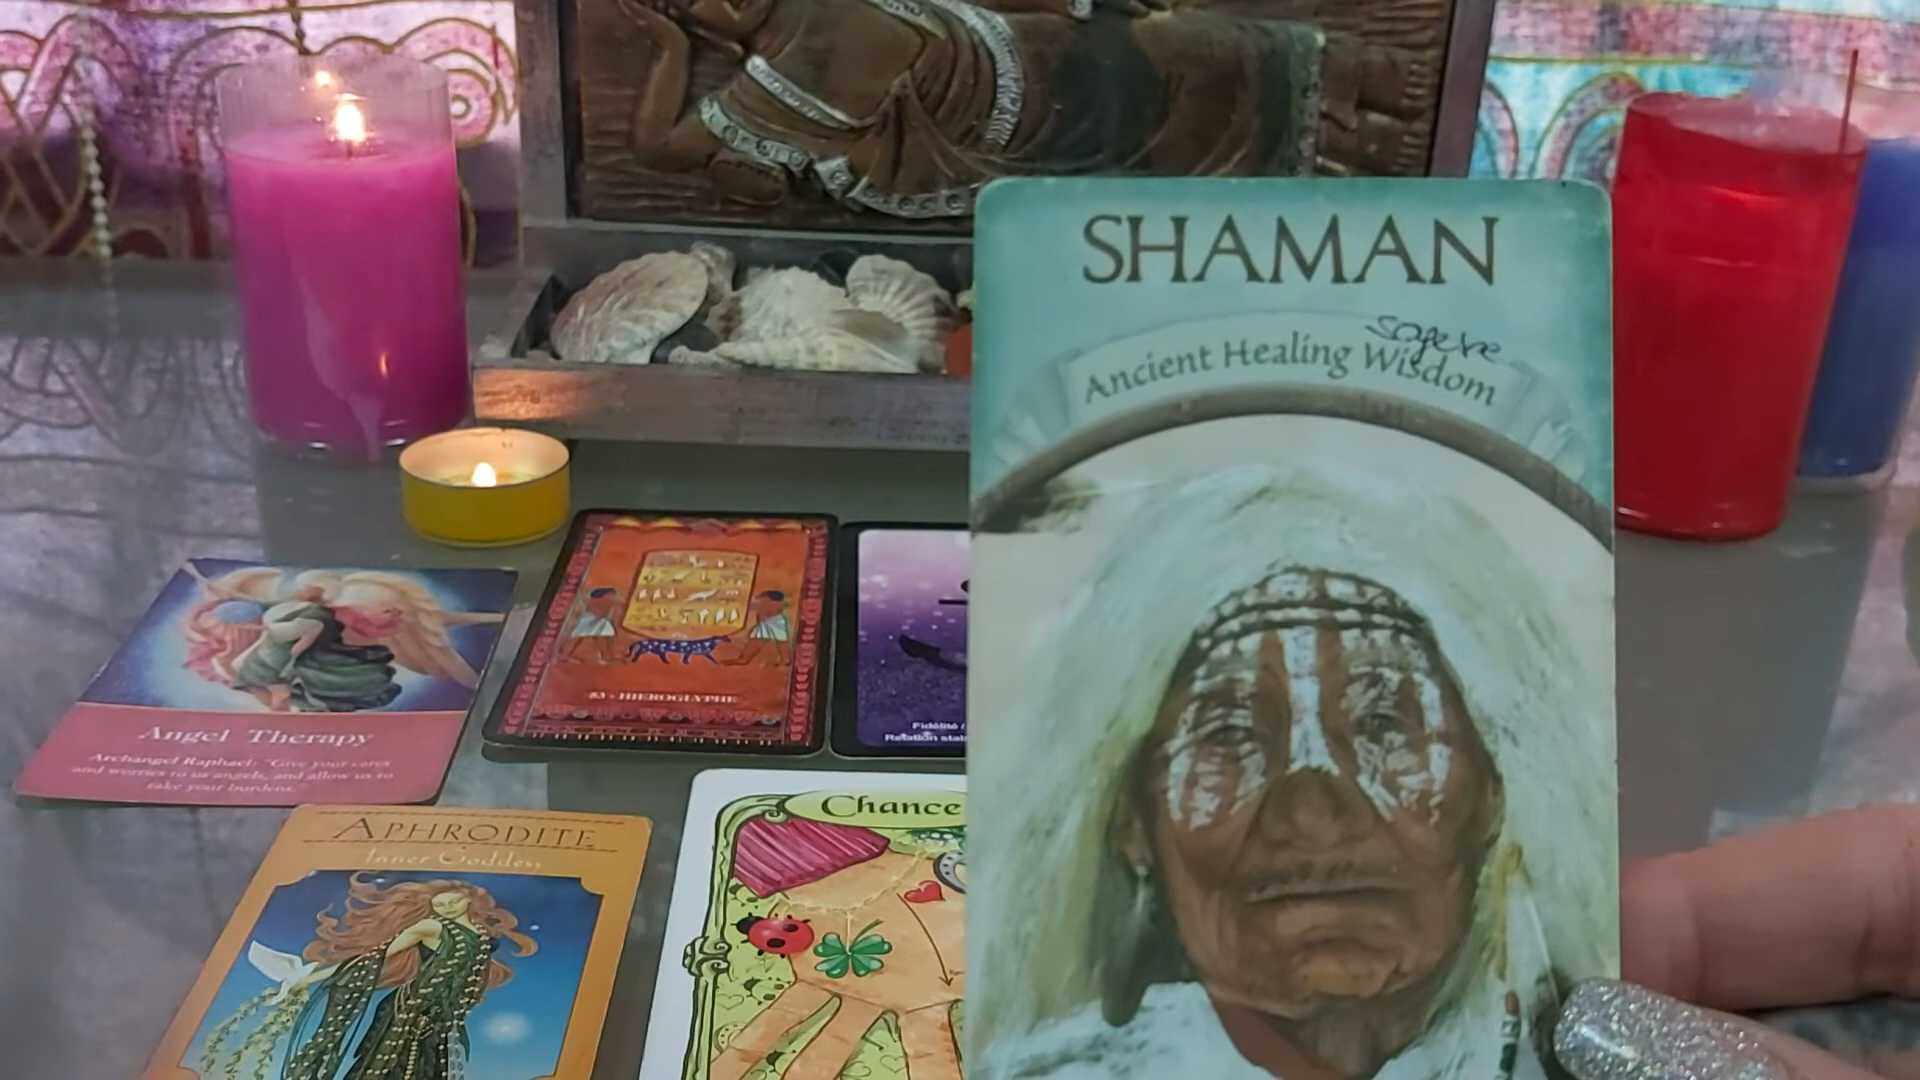 SHAMAN
Ancient Healing Wisdom
Angel Therapy
Archangel Raphael: "Give your cares
and worries to us angels, and allow us to
take your burdens."
53 - HIEROGLYPHE
Fidélité /
Relation stab
APHRODITE
Inner Goddess
Chance